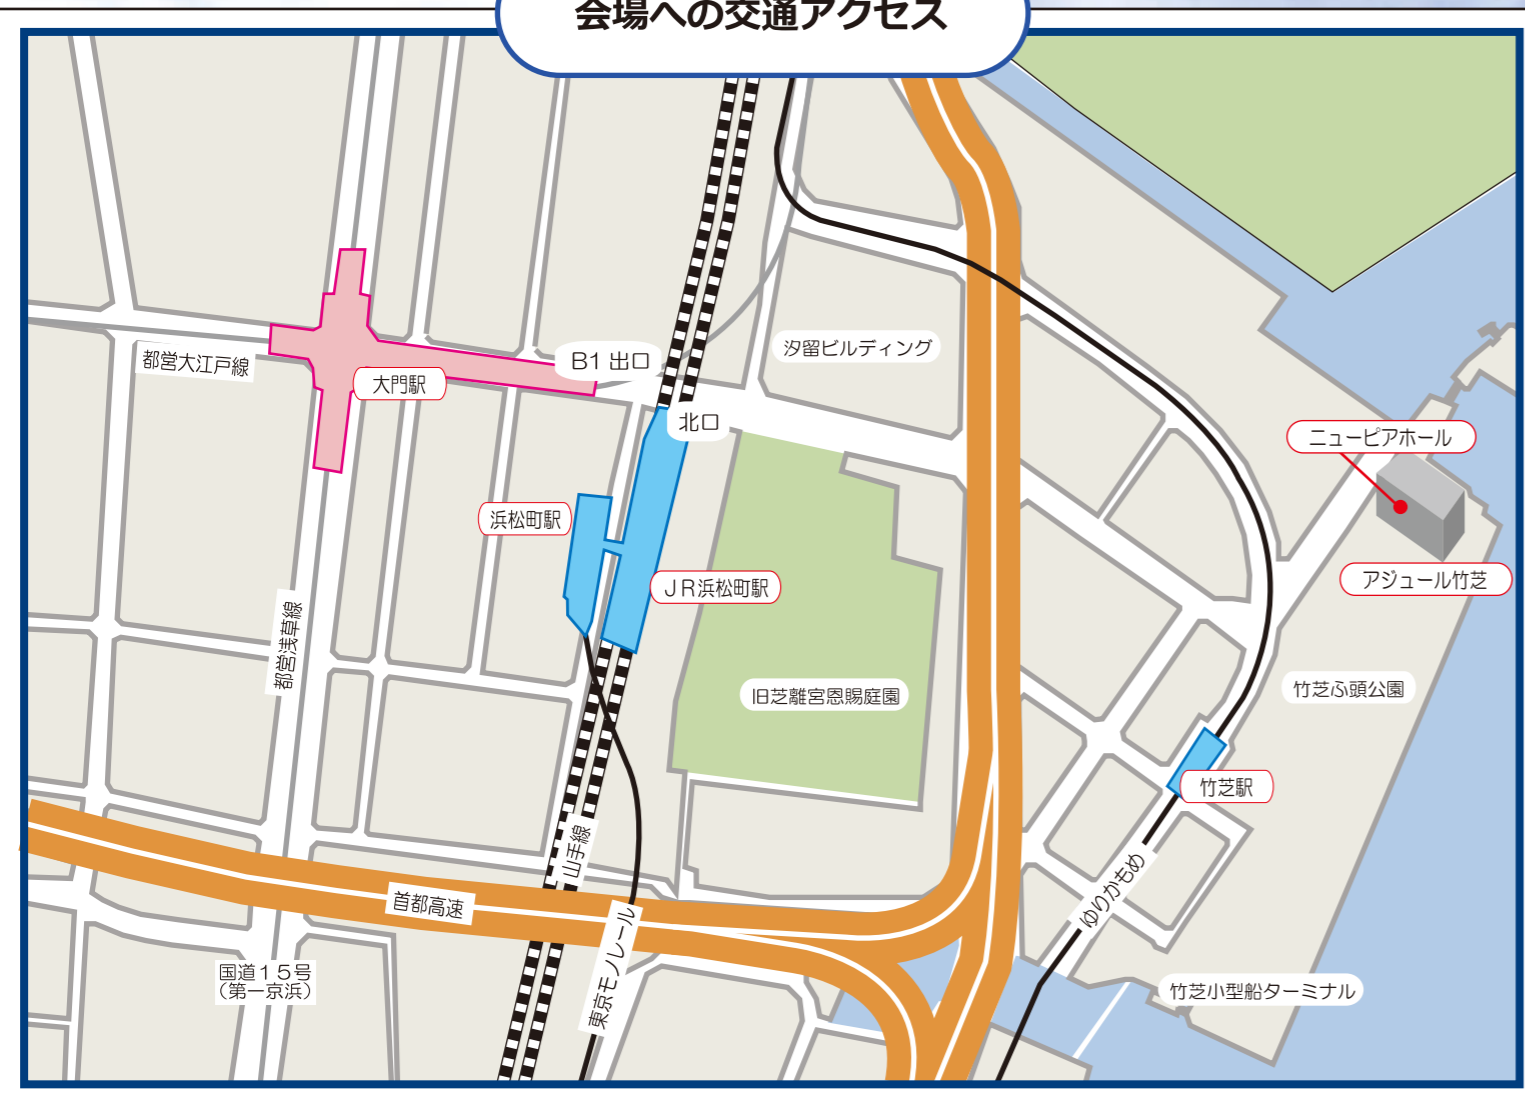 会場への交通アクセス
汐留ビルディング
B1 出口
都営大江戸線
大門駅
北口
ニューピアホール
浜松町駅
JR浜松町駅
アジュール竹芝
都営浅草線
旧芝離宮恩賜庭園
竹芝ふ頭公園
竹芝駅
山手線
ゆりかもめ
首都高速
東京モノレール
国道15号
(第一京浜)
竹芝小型船ターミナル